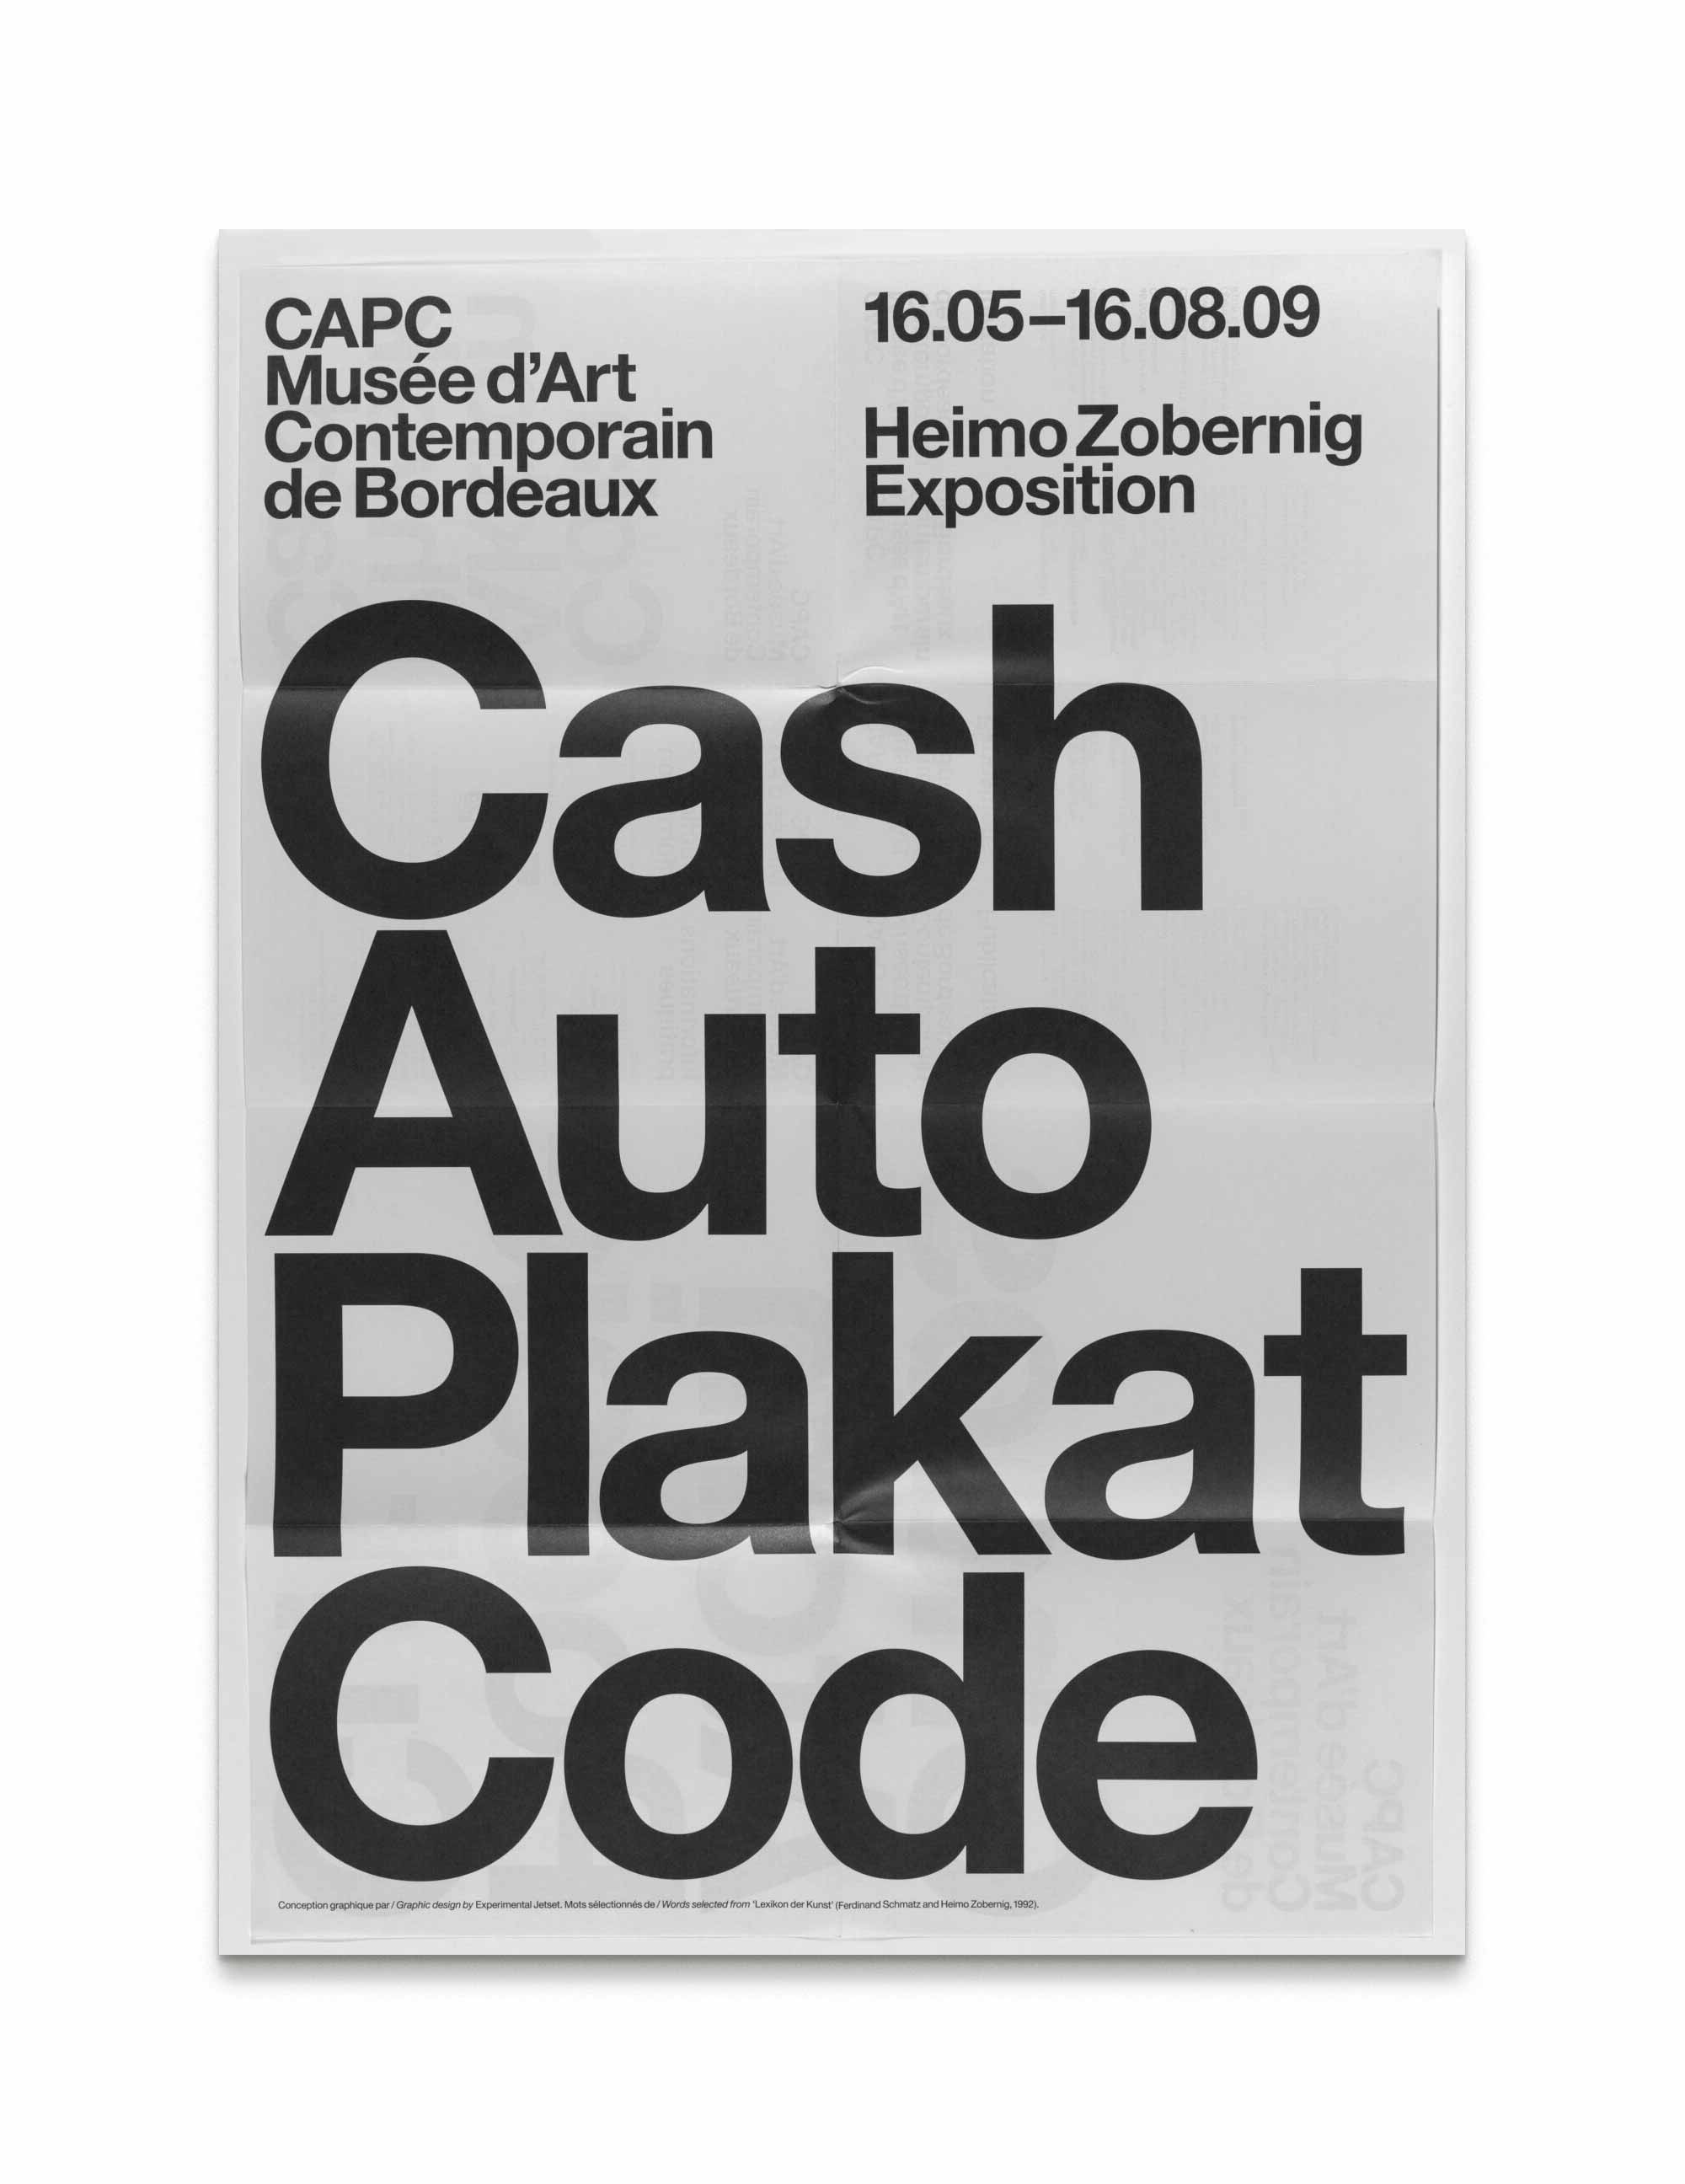 CAPC
Musée d’Art
Contemporain
de Bordeaux
16.05–16.08.09
Heimo Zobernig
Exposition
Cash
Auto
Plakat
Code
Conception graphique par / Graphic design by Experimental Jetset. Mots sélectionnés de / Words selected from ‘Lexikon der Kunst’ (Ferdinand Schmatz and Heimo Zobernig, 1992).